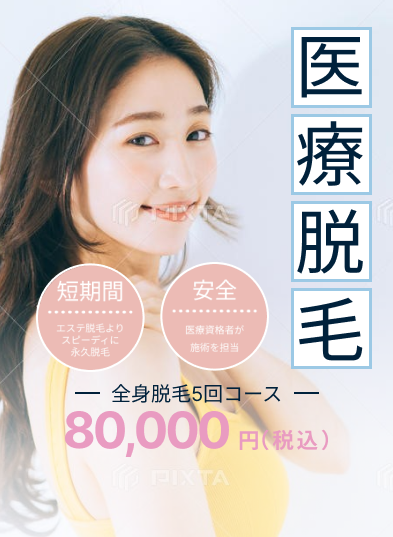 医療脱毛
短期間
エステ脱毛より
スピーディに
永久脱毛
安全
医療資格者が
施術を担当
全身脱毛5回コース
80,000円(税込)
PIXTA
PIXTA